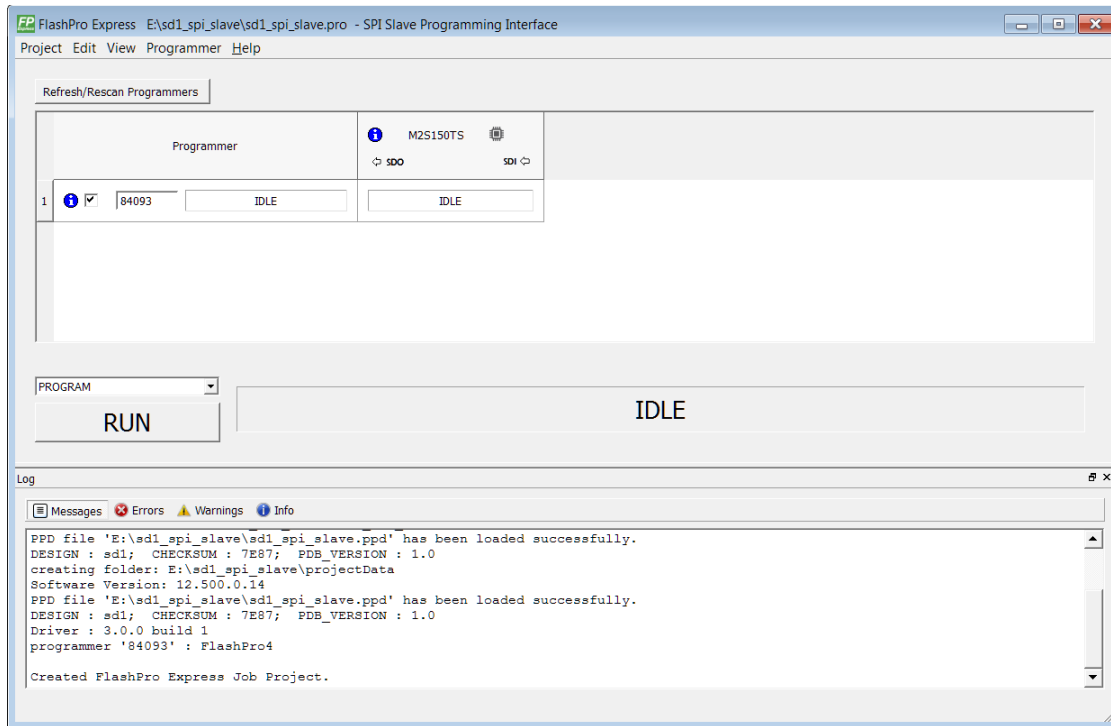 FP FlashPro Express E:\sd1_spi_slave\sd1_spi_slave.pro - SPI Slave Programming Interface
Project Edit View Programmer Help
Refresh/Rescan Programmers
Programmer
M2S150TS
SDO SDI
1 84093 IDLE IDLE
PROGRAM
RUN
IDLE
Log
Messages Errors Warnings Info
PPD file 'E:\sd1_spi_slave\sd1_spi_slave.ppd' has been loaded successfully.
DESIGN : sd1; CHECKSUM : 7E87; PDB_VERSION : 1.0
creating folder: E:\sd1_spi_slave\projectData
Software Version: 12.500.0.14
PPD file 'E:\sd1_spi_slave\sd1_spi_slave.ppd' has been loaded successfully.
DESIGN : sd1; CHECKSUM : 7E87; PDB_VERSION : 1.0
Driver : 3.0.0 build 1
programmer '84093' : FlashPro4
Created FlashPro Express Job Project.